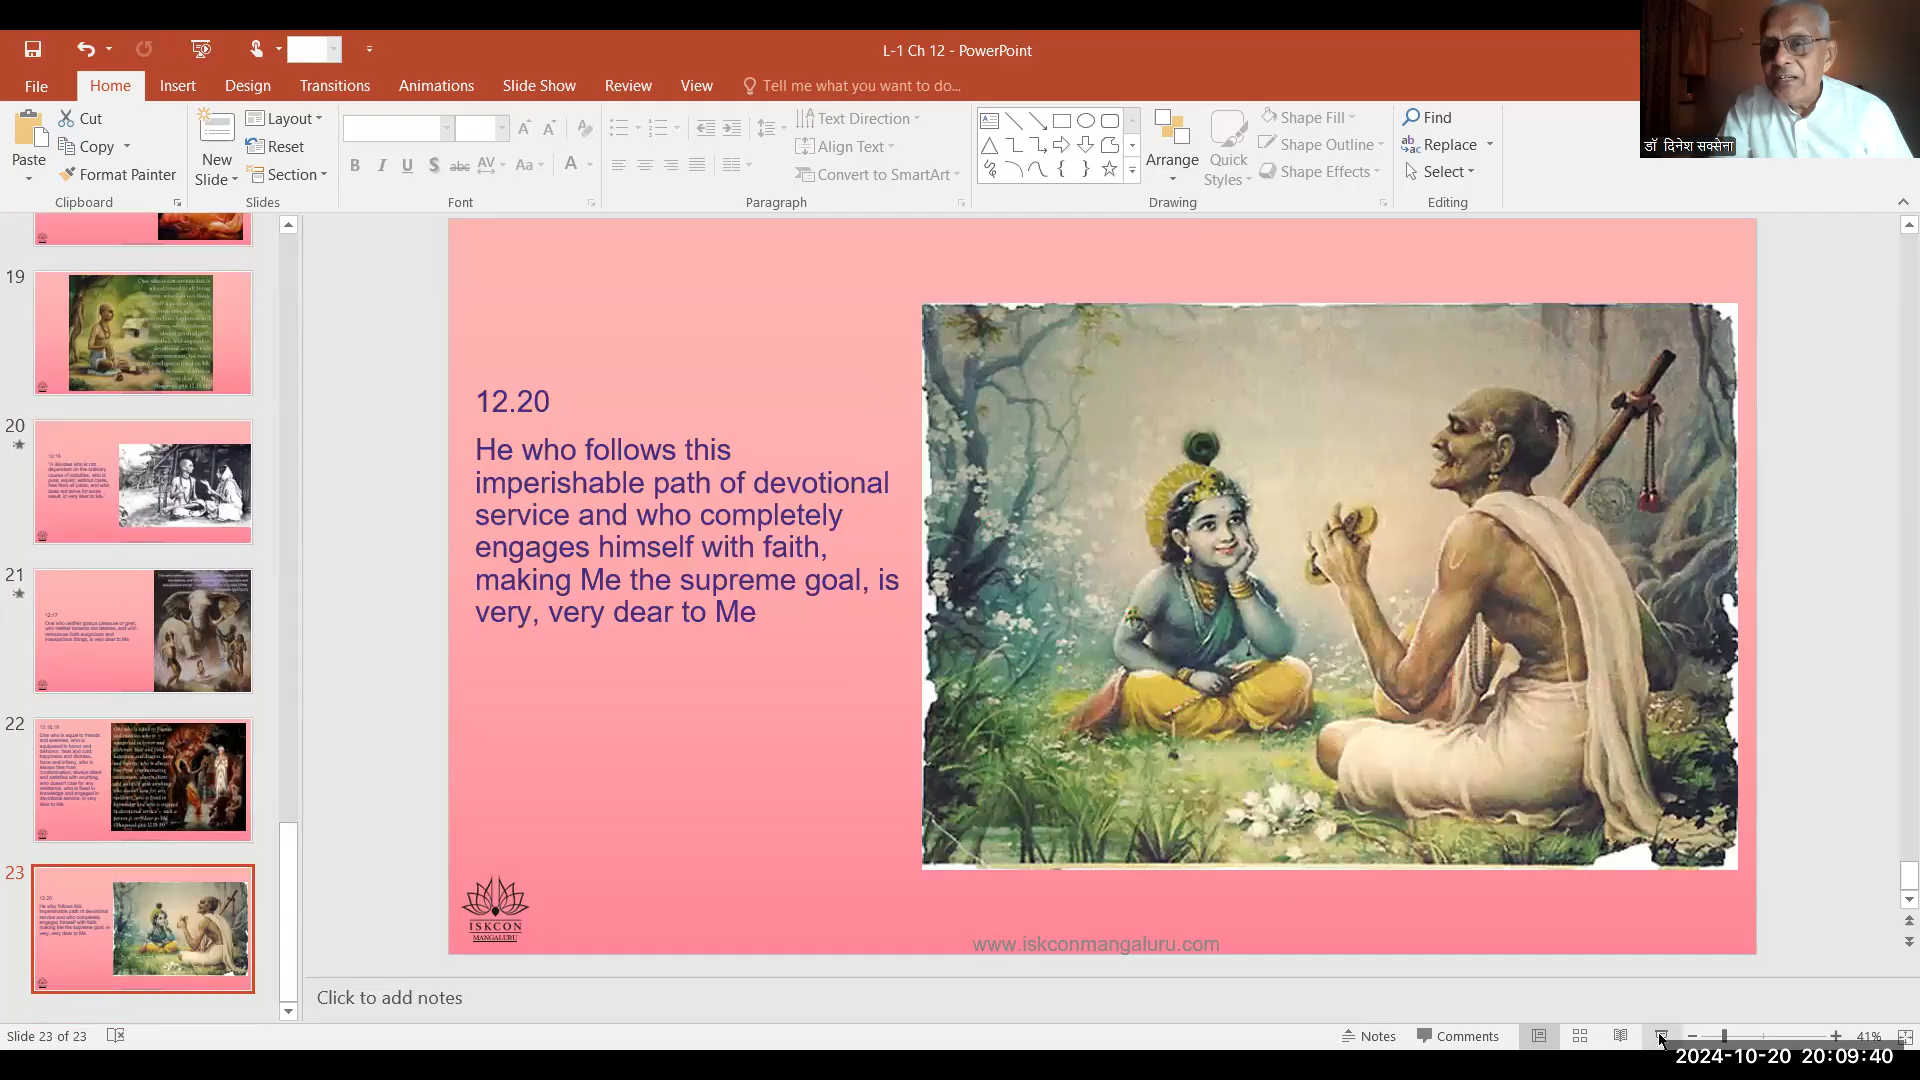 L-1 Ch 12 - PowerPoint
File
Home
Insert
Design
Transitions
Animations
Slide Show
Review
View
Tell me what you want to do...
Paste
Cut
Copy
Format Painter
Clipboard
New
Slide
Layout
Reset
Section
Slides
B I U S abc AV Aa A
Font
Text Direction
Align Text
Convert to SmartArt
Paragraph
Arrange
Quick
Styles
Shape Fill
Shape Outline
Shape Effects
Drawing
Find
Replace
Select
Editing
डॉ दिनेश सक्सेना
19
20
21
22
23
12.20
He who follows this
imperishable path of devotional
service and who completely
engages himself with faith,
making Me the supreme goal, is
very, very dear to Me
ISKCON
MANGALURU
www.iskconmangaluru.com
Click to add notes
Slide 23 of 23
Notes
Comments
41%
2024-10-20 20:09:40